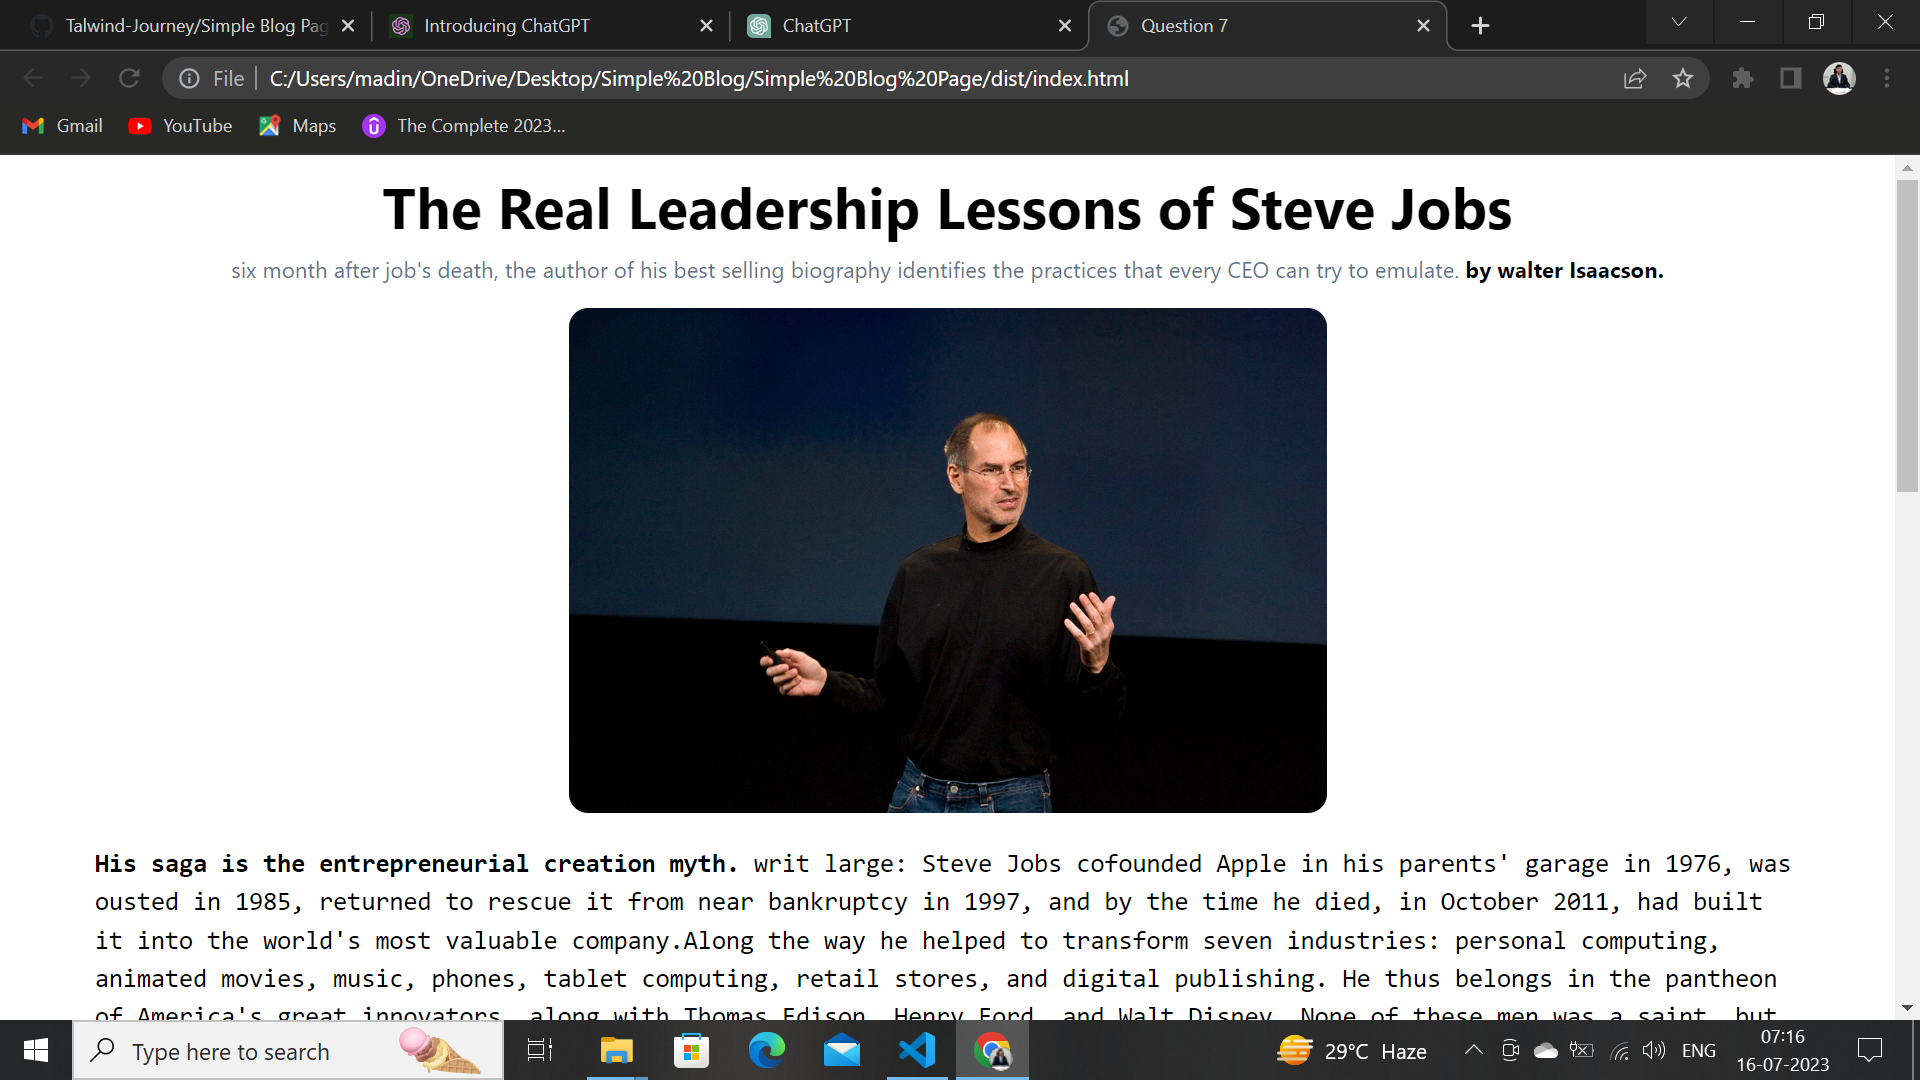 Talwind-Journey/Simple Blog Pag
Introducing ChatGPT
ChatGPT
Question 7
File
C:/Users/madin/OneDrive/Desktop/Simple%20Blog/Simple%20Blog%20Page/dist/index.html
Gmail
YouTube
Maps
The Complete 2023...
The Real Leadership Lessons of Steve Jobs
six month after job's death, the author of his best selling biography identifies the practices that every CEO can try to emulate. by walter Isaacson.
His saga is the entrepreneurial creation myth. writ large: Steve Jobs cofounded Apple in his parents' garage in 1976, was
ousted in 1985, returned to rescue it from near bankruptcy in 1997, and by the time he died, in October 2011, had built
it into the world's most valuable company.Along the way he helped to transform seven industries: personal computing,
animated movies, music, phones, tablet computing, retail stores, and digital publishing. He thus belongs in the pantheon
of America's great innovators, along with Thomas Edison, Henry Ford, and Walt Disney. None of these men was a saint, but
Type here to search
29°C Haze
ENG
07:16
16-07-2023